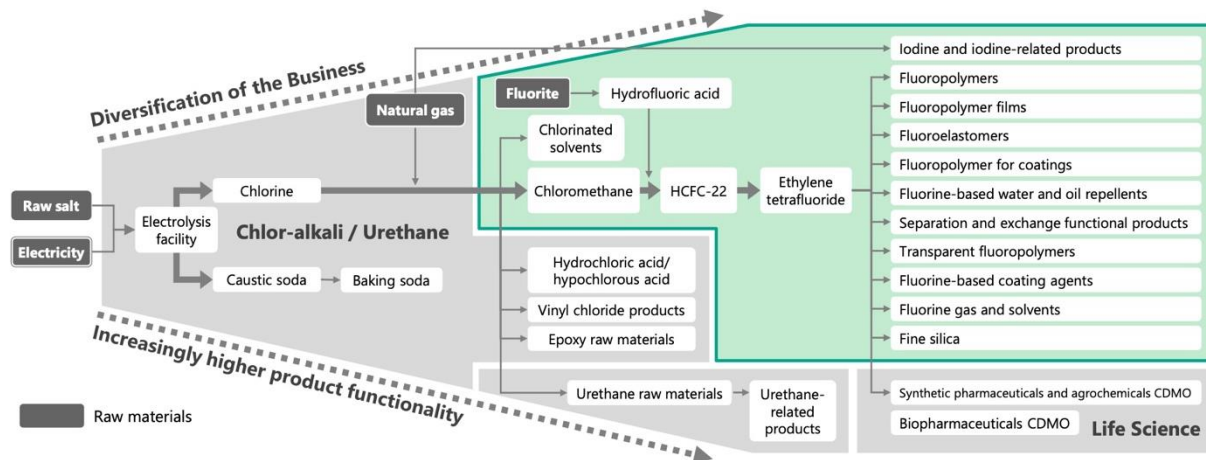 Diversification of the Business
Natural gas
Fluorite
Hydrofluoric acid
Iodine and iodine-related products
Fluoropolymers
Fluoropolymer films
Fluoroelastomers
Fluoropolymer for coatings
Fluorine-based water and oil repellents
Separation and exchange functional products
Transparent fluoropolymers
Fluorine-based coating agents
Fluorine gas and solvents
Fine silica
Chlorinated
solvents
Raw salt
Electricity
Electrolysis
facility
Chlorine
Chloromethane
HCFC-22
Ethylene
tetrafluoride
Chlor-alkali / Urethane
Caustic soda
Baking soda
Hydrochloric acid/
hypochlorous acid
Vinyl chloride products
Epoxy raw materials
Increasingly higher product functionality
Urethane raw materials
Urethane-
related
products
Synthetic pharmaceuticals and agrochemicals CDMO
Biopharmaceuticals CDMO
Life Science
Raw materials